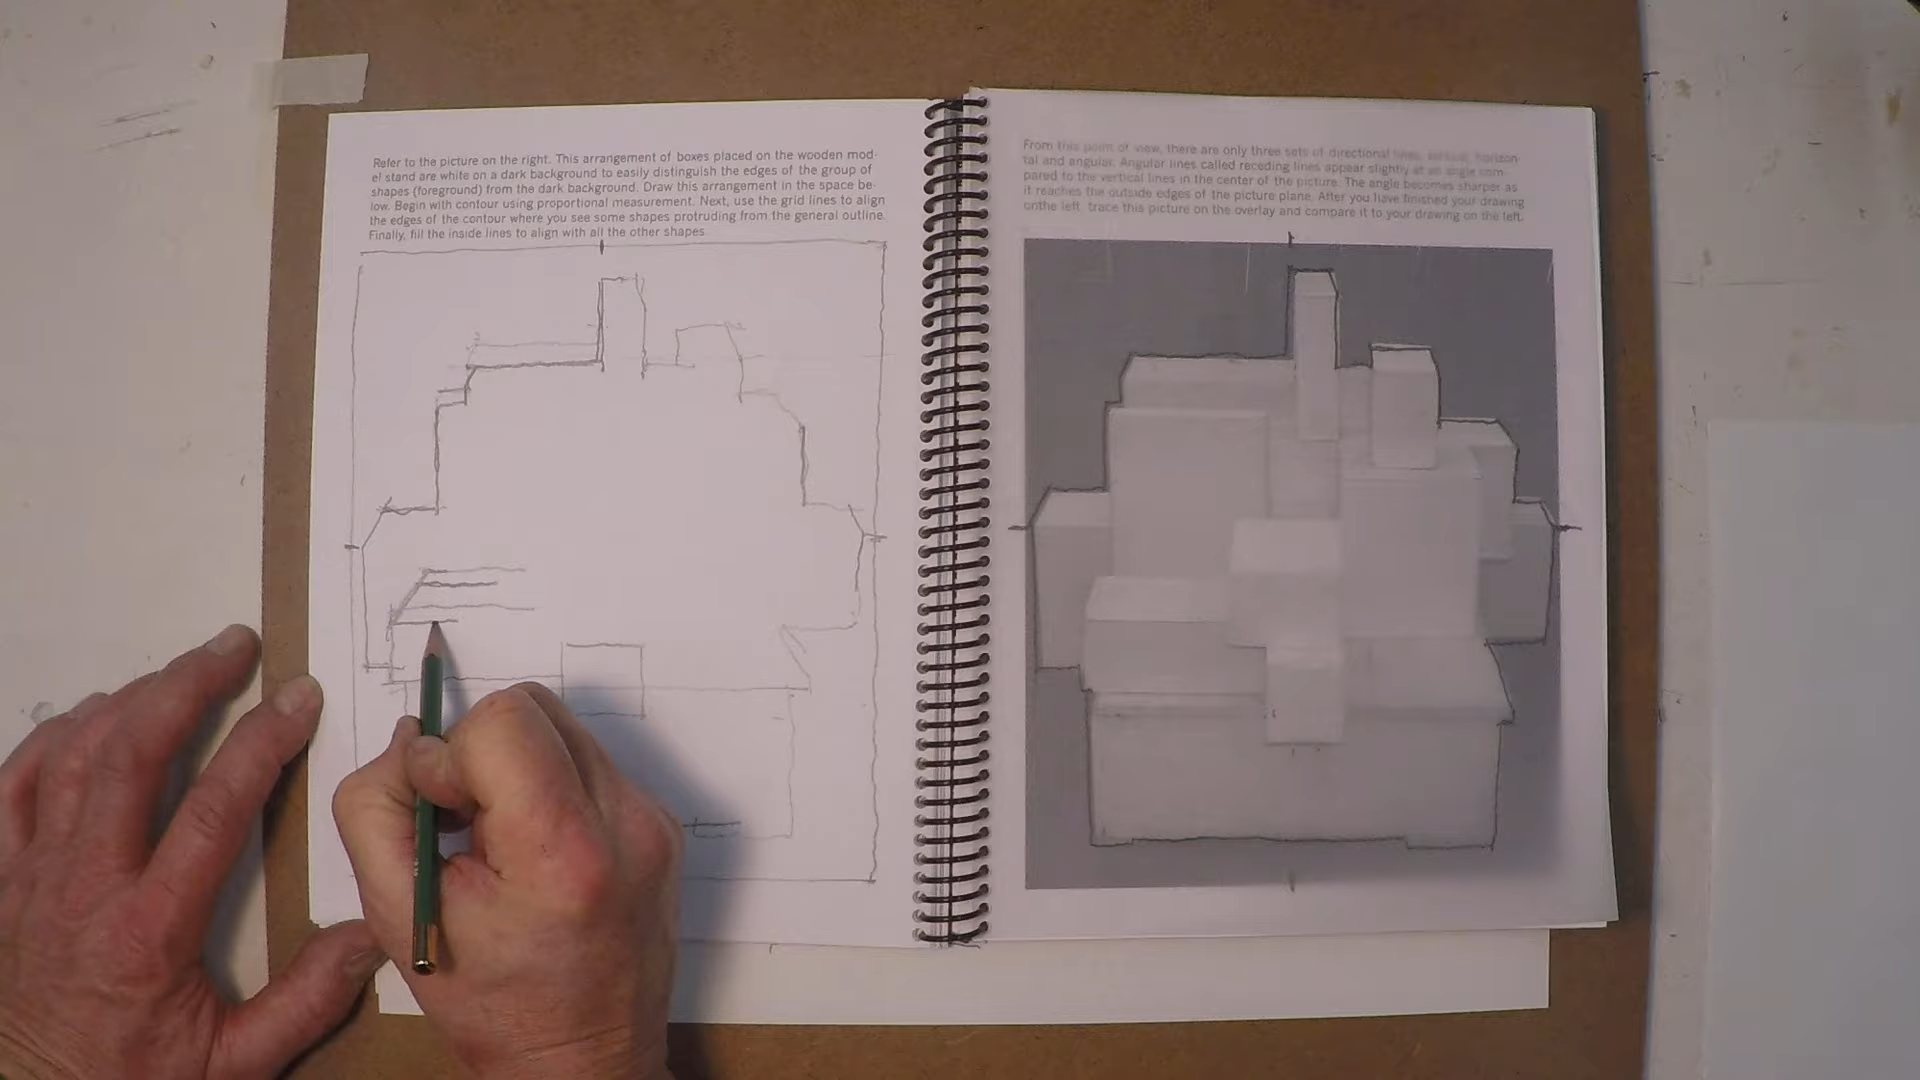 Refer to the picture on the right. This arrangement of boxes placed on the wooden mod-
el stand are white on a dark background to easily distinguish the edges of the group of
shapes (foreground) from the dark background. Draw this arrangement in the space be-
low. Begin with contour using proportional measurement. Next, use the grid lines to align
the edges of the contour where you see some shapes protruding from the general outline.
Finally, fill the inside lines to align with all the other shapes.
From this point of view, there are only three sets of directional lines, vertical, horizon-
tal and angular. Angular lines called receding lines appear slightly at an angle com-
pared to the vertical lines in the center of the picture. The angle becomes sharper as
it reaches the outside edges of the picture plane. After you have finished your drawing
onthe left, trace this picture on the overlay and compare it to your drawing on the left.